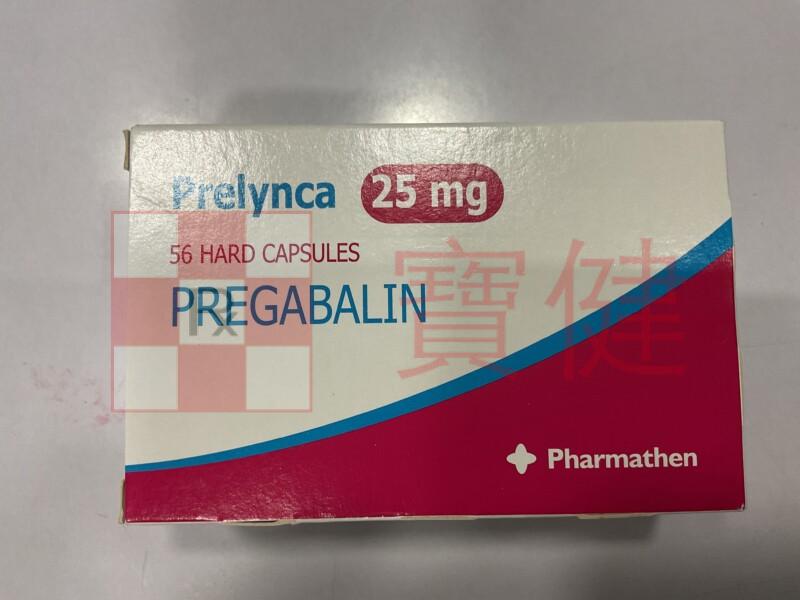 Prelynca 25 mg
56 HARD CAPSULES
PREGABALIN
Rx
寶健
Pharmathen